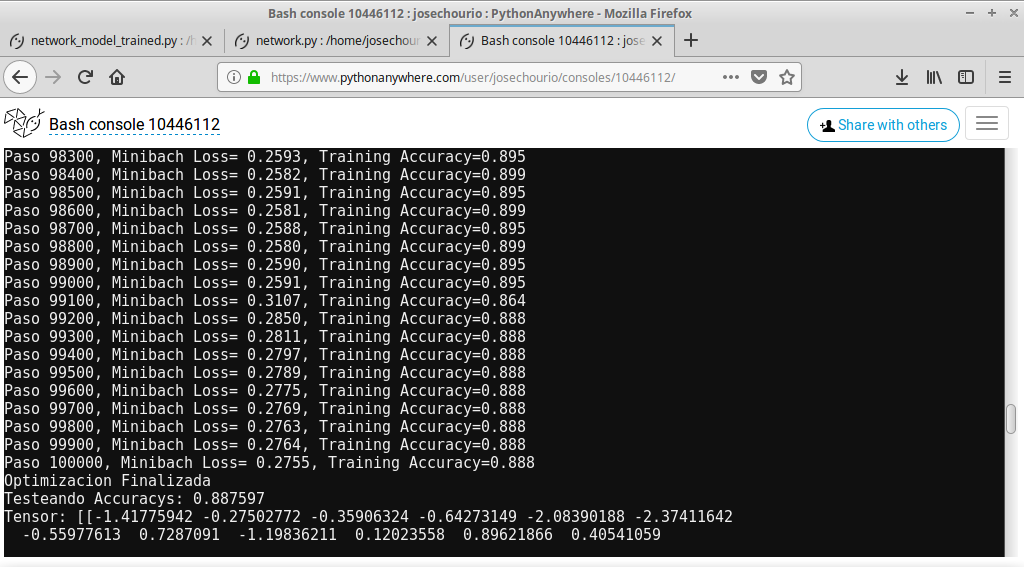 Bash console 10446112 : josechourio : PythonAnywhere - Mozilla Firefox
network_model_trained.py : /h
network.py : /home/josechour
Bash console 10446112 : jose
https://www.pythonanywhere.com/user/josechourio/consoles/10446112/
Bash console 10446112
Share with others
Paso 98300, Minibach Loss= 0.2593, Training Accuracy=0.895
Paso 98400, Minibach Loss= 0.2582, Training Accuracy=0.899
Paso 98500, Minibach Loss= 0.2591, Training Accuracy=0.895
Paso 98600, Minibach Loss= 0.2581, Training Accuracy=0.899
Paso 98700, Minibach Loss= 0.2588, Training Accuracy=0.895
Paso 98800, Minibach Loss= 0.2580, Training Accuracy=0.899
Paso 98900, Minibach Loss= 0.2590, Training Accuracy=0.895
Paso 99000, Minibach Loss= 0.2591, Training Accuracy=0.895
Paso 99100, Minibach Loss= 0.3107, Training Accuracy=0.864
Paso 99200, Minibach Loss= 0.2850, Training Accuracy=0.888
Paso 99300, Minibach Loss= 0.2811, Training Accuracy=0.888
Paso 99400, Minibach Loss= 0.2797, Training Accuracy=0.888
Paso 99500, Minibach Loss= 0.2789, Training Accuracy=0.888
Paso 99600, Minibach Loss= 0.2775, Training Accuracy=0.888
Paso 99700, Minibach Loss= 0.2769, Training Accuracy=0.888
Paso 99800, Minibach Loss= 0.2763, Training Accuracy=0.888
Paso 99900, Minibach Loss= 0.2764, Training Accuracy=0.888
Paso 100000, Minibach Loss= 0.2755, Training Accuracy=0.888
Optimizacion Finalizada
Testeando Accuracys: 0.887597
Tensor: [[-1.41775942 -0.27502772 -0.35906324 -0.64273149 -2.08390188 -2.37411642
-0.55977613 0.7287091 -1.19836211 0.12023558 0.89621866 0.40541059